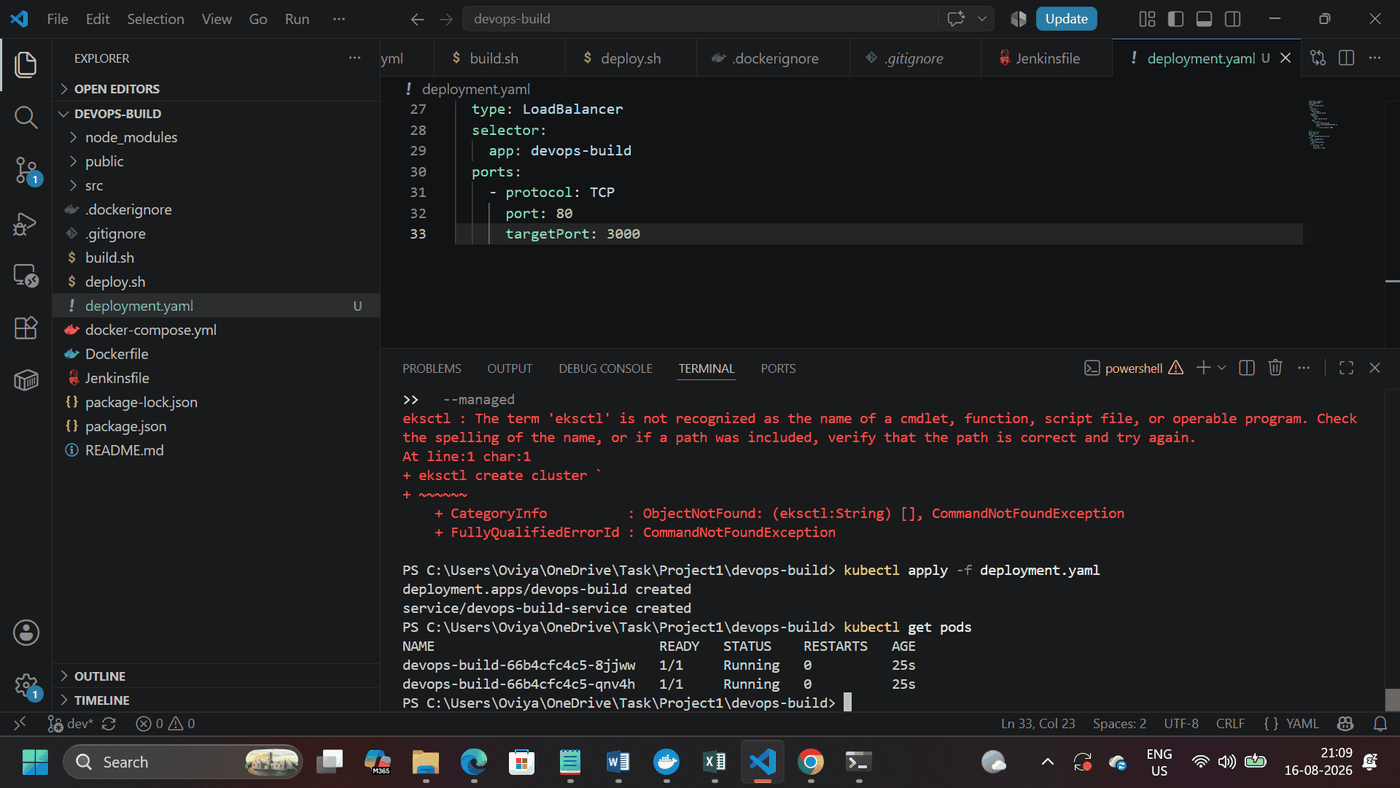 File Edit Selection View Go Run ···
devops-build
Update
EXPLORER ···
OPEN EDITORS
DEVOPS-BUILD
node_modules
public
src
.dockerignore
.gitignore
$ build.sh
$ deploy.sh
! deployment.yaml U
docker-compose.yml
Dockerfile
Jenkinsfile
{} package-lock.json
{} package.json
README.md
OUTLINE
TIMELINE
1
1
yml $ build.sh $ deploy.sh .dockerignore .gitignore Jenkinsfile ! deployment.yaml U ···
! deployment.yaml
27 type: LoadBalancer
28 selector:
29 app: devops-build
30 ports:
31 - protocol: TCP
32 port: 80
33 targetPort: 3000
PROBLEMS OUTPUT DEBUG CONSOLE TERMINAL PORTS powershell ···
>> --managed
eksctl : The term 'eksctl' is not recognized as the name of a cmdlet, function, script file, or operable program. Check
the spelling of the name, or if a path was included, verify that the path is correct and try again.
At line:1 char:1
+ eksctl create cluster `
+ ~~~~~~
+ CategoryInfo : ObjectNotFound: (eksctl:String) [], CommandNotFoundException
+ FullyQualifiedErrorId : CommandNotFoundException
PS C:\Users\Oviya\OneDrive\Task\Project1\devops-build> kubectl apply -f deployment.yaml
deployment.apps/devops-build created
service/devops-build-service created
PS C:\Users\Oviya\OneDrive\Task\Project1\devops-build> kubectl get pods
NAME READY STATUS RESTARTS AGE
devops-build-66b4cfc4c5-8jjww 1/1 Running 0 25s
devops-build-66b4cfc4c5-qnv4h 1/1 Running 0 25s
PS C:\Users\Oviya\OneDrive\Task\Project1\devops-build>
dev* 0 0 Ln 33, Col 23 Spaces: 2 UTF-8 CRLF {} YAML
Search M365 ENG
US
21:09
16-08-2026